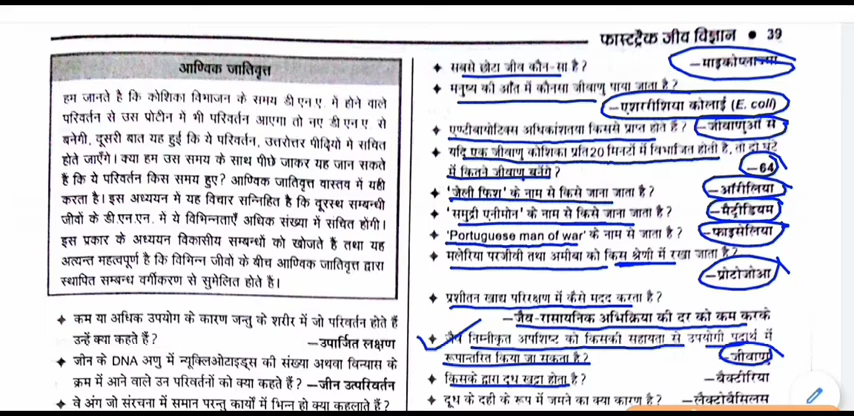 फास्टट्रैक जीव विज्ञान ● 39
आण्विक जातिवृत्त
हम जानते है कि कोशिका विभाजन के समय डी एन ए. में होने वाले
परिवर्तन से उस प्रोटीन में भी परिवर्तन आएगा तो नए डी एन ए से
बनेगी, दूसरी बात यह हुई कि ये परिवर्तन, उत्तरोत्तर पीढ़ियो मे संचित
होते जाएँगे। क्या हम उस समय के साथ पीछे जाकर यह जान सकते
है कि ये परिवर्तन किस समय हुए? आण्विक जातिवृत्त वास्तव में यही
करता है। इस अध्ययन मे यह विचार सन्निहित है कि दूरस्थ सम्बन्धी
जीवों के डी.एन.एन. में ये विभिन्नताएँ अधिक संख्या में संचित होंगी।
इस प्रकार के अध्ययन विकासीय सम्बन्धों को खोजते हैं तथा यह
अत्यन्त महत्वपूर्ण है कि विभिन्न जीवो के बीच आण्विक जातिवृत्त द्वारा
स्थापित सम्बन्ध वर्गीकरण से सुमेलित होते है।
कम या अधिक उपयोग के कारण जन्तु के शरीर में जो परिवर्तन होते हैं
उन्हें क्या कहते हैं? —उपार्जित लक्षण
जीन के DNA अणु में न्यूक्लिओटाइड्स की संख्या अथवा विन्यास के
क्रम में आने वाले उन परिवर्तनों को क्या कहते हैं? —जीन उत्परिवर्तन
वे अंग जो संरचना में समान परन्तु कार्यों में भिन्न हो क्या कहलाते हैं?
सबसे छोटा जीव कौन-सा है? —माइकोप्लाज्मा
मनुष्य की आँत में कौनसा जीवाणु पाया जाता है?
—एशररीशिया कोलाई (E. coli)
एण्टीबायोटिक्स अधिकांशतया किससे प्राप्त होते हैं? —जीवाणुओं से
यदि एक जीवाणु कोशिका प्रति 20 मिनटों में विभाजित होती है, तो दो घंटे
में कितने जीवाणु बनेंगे? —64
'जेली फिश' के नाम से किसे जाना जाता है? —ऑरीलिया
'समुद्री एनीमोन' के नाम से किसे जाना जाता है? —मैट्रीडियम
'Portuguese man of war' के नाम से जाना जाता है? —फाइसेलिया
मलेरिया परजीवी तथा अमीबा को किस श्रेणी में रखा जाता है?
—प्रोटोजोआ
प्रशीतन खाद्य परिरक्षण में कैसे मदद करता है?
—जैव-रासायनिक अभिक्रिया की दर को कम करके
जैव निम्नीकृत अपशिष्ट को किसकी सहायता से उपयोगी पदार्थ में
रूपान्तरित किया जा सकता है? —जीवाणु
किसके द्वारा दूध खट्टा होता है? —बैक्टीरिया
दूध के दही के रूप में जमने का क्या कारण है? —लैक्टोबैसिलस